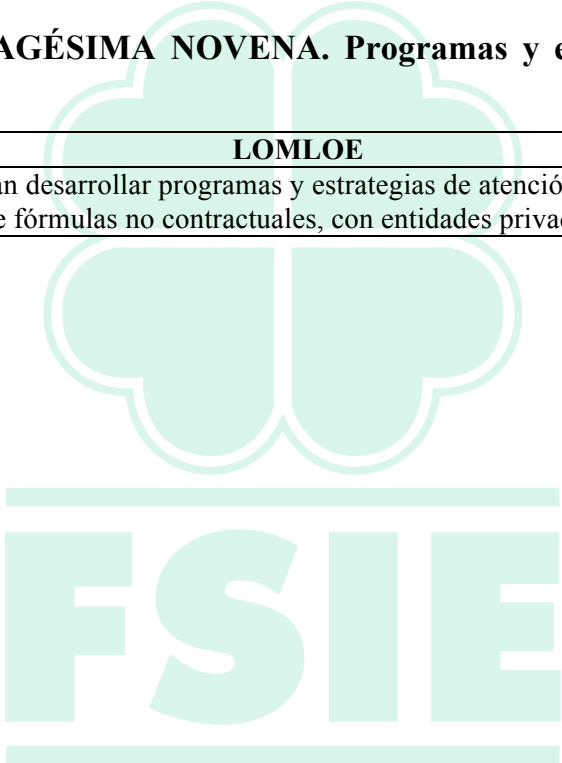 AGÉSIMA NOVENA. Programas y e
LOMLOE
an desarrollar programas y estrategias de atenció
e fórmulas no contractuales, con entidades privad
FSIE